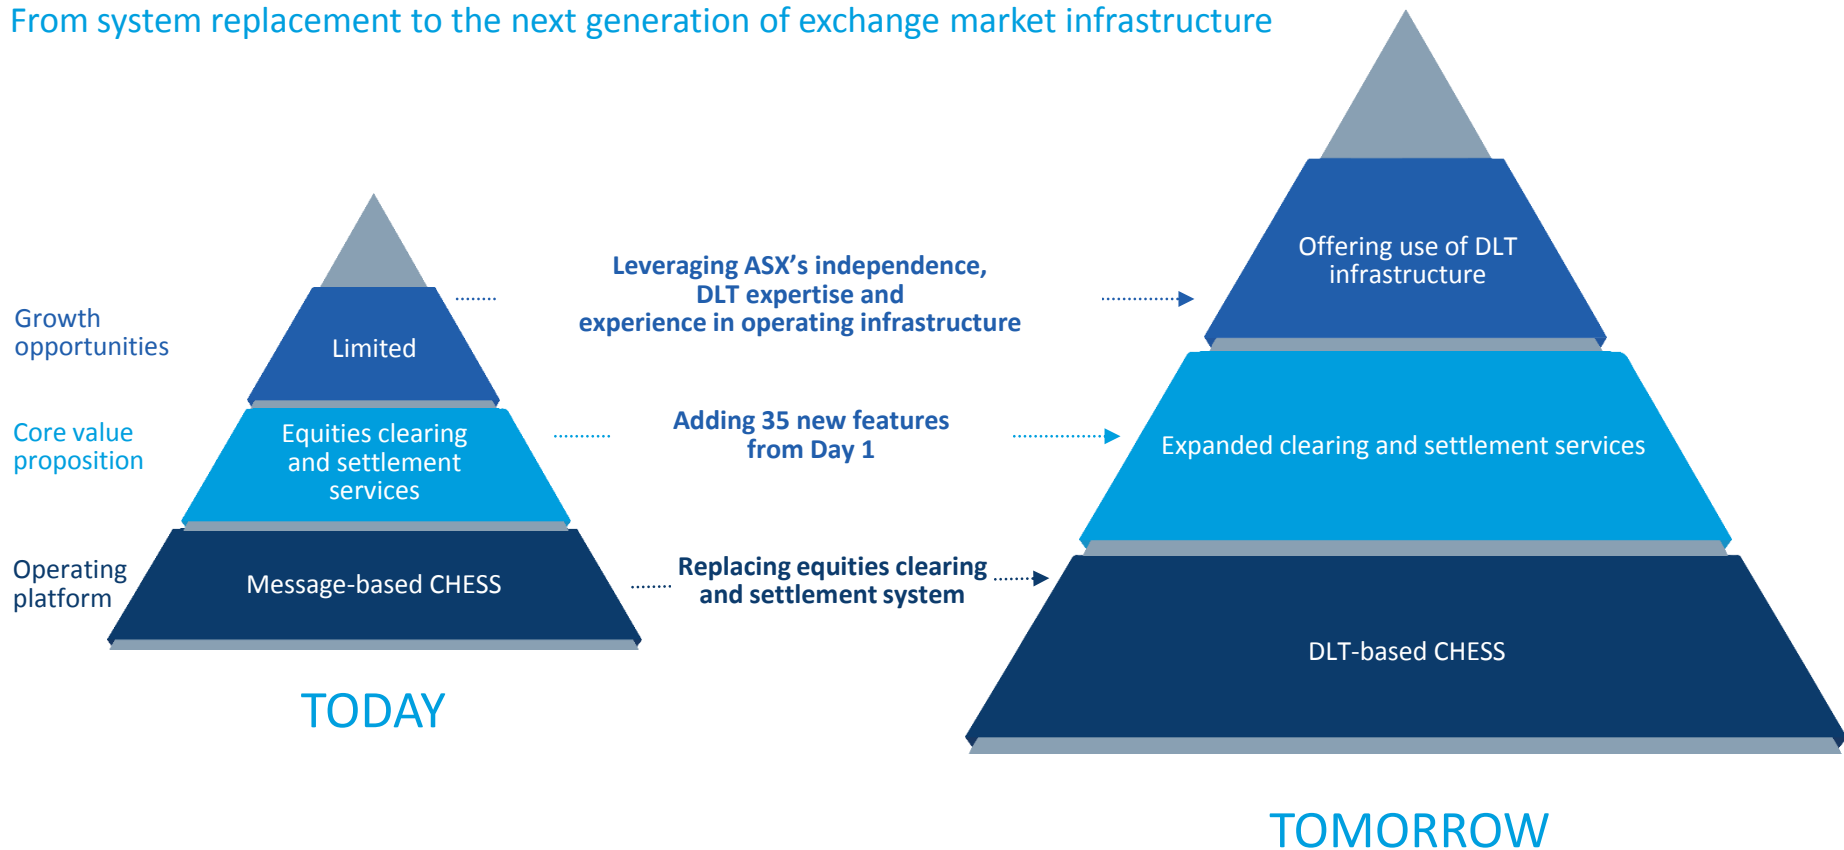 From system replacement to the next generation of exchange market infrastructure
Growth
opportunities
Limited
Leveraging ASX’s independence,
DLT expertise and
experience in operating infrastructure
Offering use of DLT
infrastructure
Core value
proposition
Equities clearing
and settlement
services
Adding 35 new features
from Day 1
Expanded clearing and settlement services
Operating
platform
Message-based CHESS
Replacing equities clearing
and settlement system
DLT-based CHESS
TODAY
TOMORROW